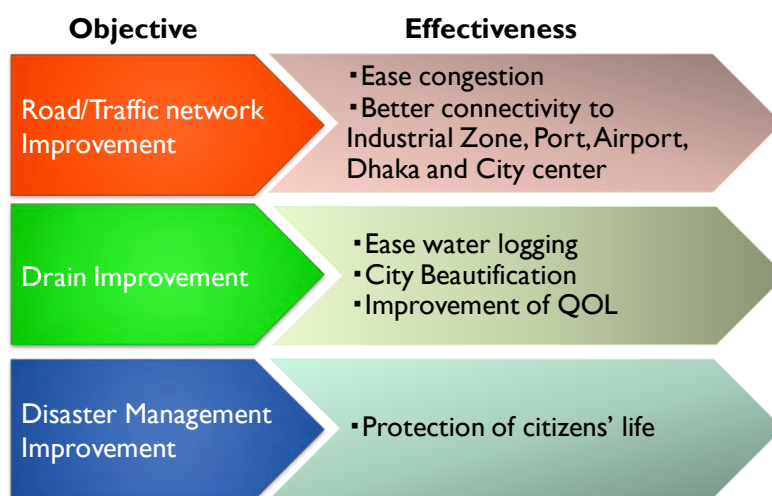 Objective
Effectiveness
Road/Traffic network
Improvement
▪Ease congestion
▪Better connectivity to
Industrial Zone, Port, Airport,
Dhaka and City center
Drain Improvement
▪Ease water logging
▪City Beautification
▪Improvement of QOL
Disaster Management
Improvement
▪Protection of citizens’ life